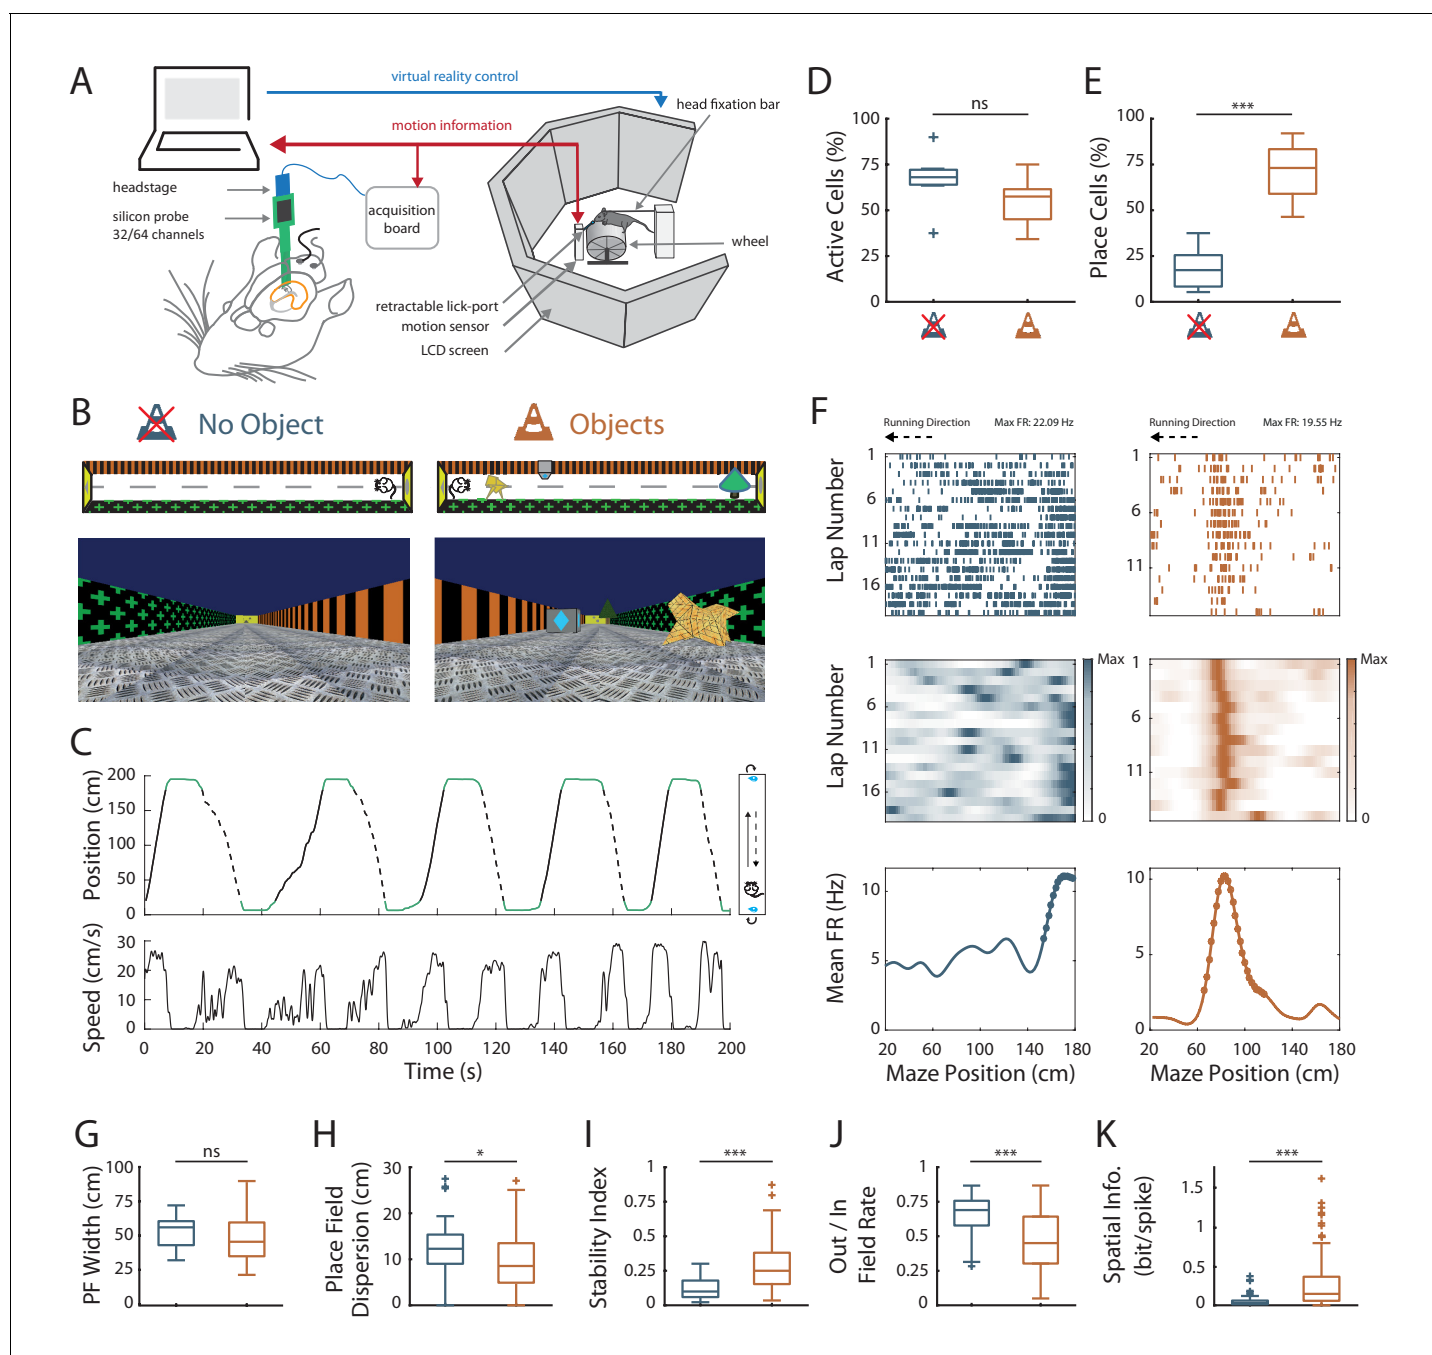 A
virtual reality control
head fixation bar
motion information
headstage
silicon probe
32/64 channels
acquisition
board
wheel
retractable lick-port
motion sensor
LCD screen
D
ns
Active Cells (%)
100
75
50
25
0
E
***
Place Cells (%)
100
75
50
25
0
B
No Object
Objects
C
Position (cm)
200
150
100
50
0
Speed (cm/s)
30
20
10
0
0 20 40 60 80 100 120 140 160 180 200
Time (s)
F
Running Direction Max FR: 22.09 Hz
Lap Number
1
6
11
16
Running Direction Max FR: 19.55 Hz
1
6
11
Lap Number
1
6
11
16
Max
0
1
6
11
Max
0
Mean FR (Hz)
10
5
0
20 60 100 140 180
Maze Position (cm)
10
5
0
20 60 100 140 180
Maze Position (cm)
G
ns
PF Width (cm)
100
75
50
25
0
H
*
Place Field
Dispersion (cm)
30
20
10
0
I
***
Stability Index
1
0.75
0.5
0.25
0
J
***
Out / In
Field Rate
1
0.75
0.5
0.25
0
K
***
Spatial Info.
(bit/spike)
1.5
1
0.5
0